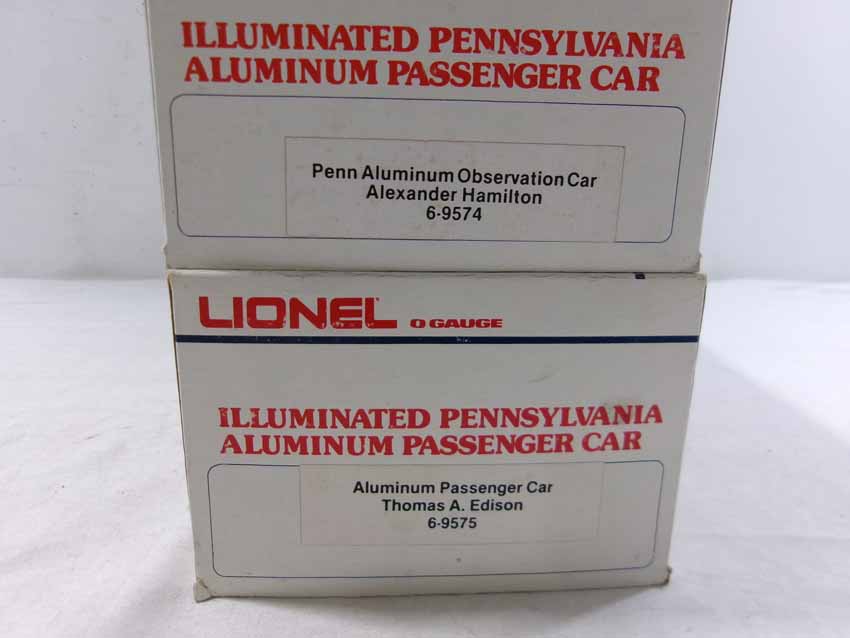 ILLUMINATED PENNSYLVANIA
ALUMINUM PASSENGER CAR
Penn Aluminum Observation Car
Alexander Hamilton
6-9574
LIONEL O GAUGE
ILLUMINATED PENNSYLVANIA
ALUMINUM PASSENGER CAR
Aluminum Passenger Car
Thomas A. Edison
6-9575